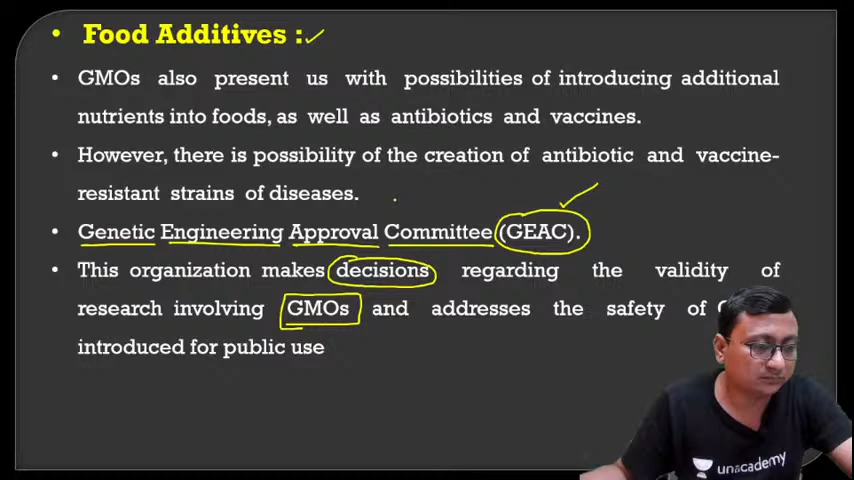 • Food Additives :
• GMOs also present us with possibilities of introducing additional
nutrients into foods, as well as antibiotics and vaccines.
• However, there is possibility of the creation of antibiotic and vaccine-
resistant strains of diseases.
• Genetic Engineering Approval Committee (GEAC).
• This organization makes decisions regarding the validity of
research involving GMOs and addresses the safety of
introduced for public use
unacademy